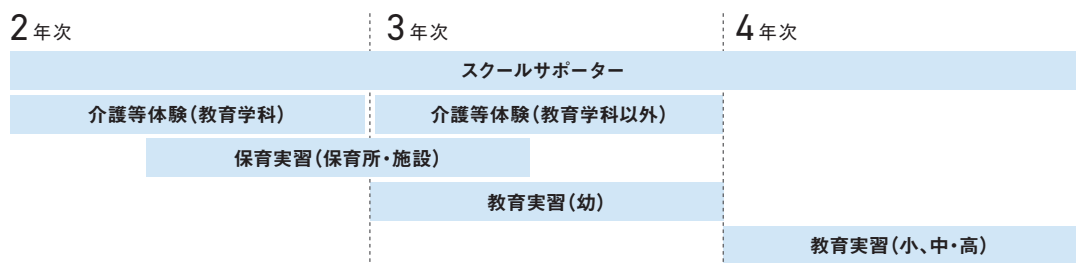 2年次 3年次 4年次
スクールサポーター
介護等体験(教育学科) 介護等体験(教育学科以外)
保育実習(保育所・施設)
教育実習(幼)
教育実習(小、中・高)